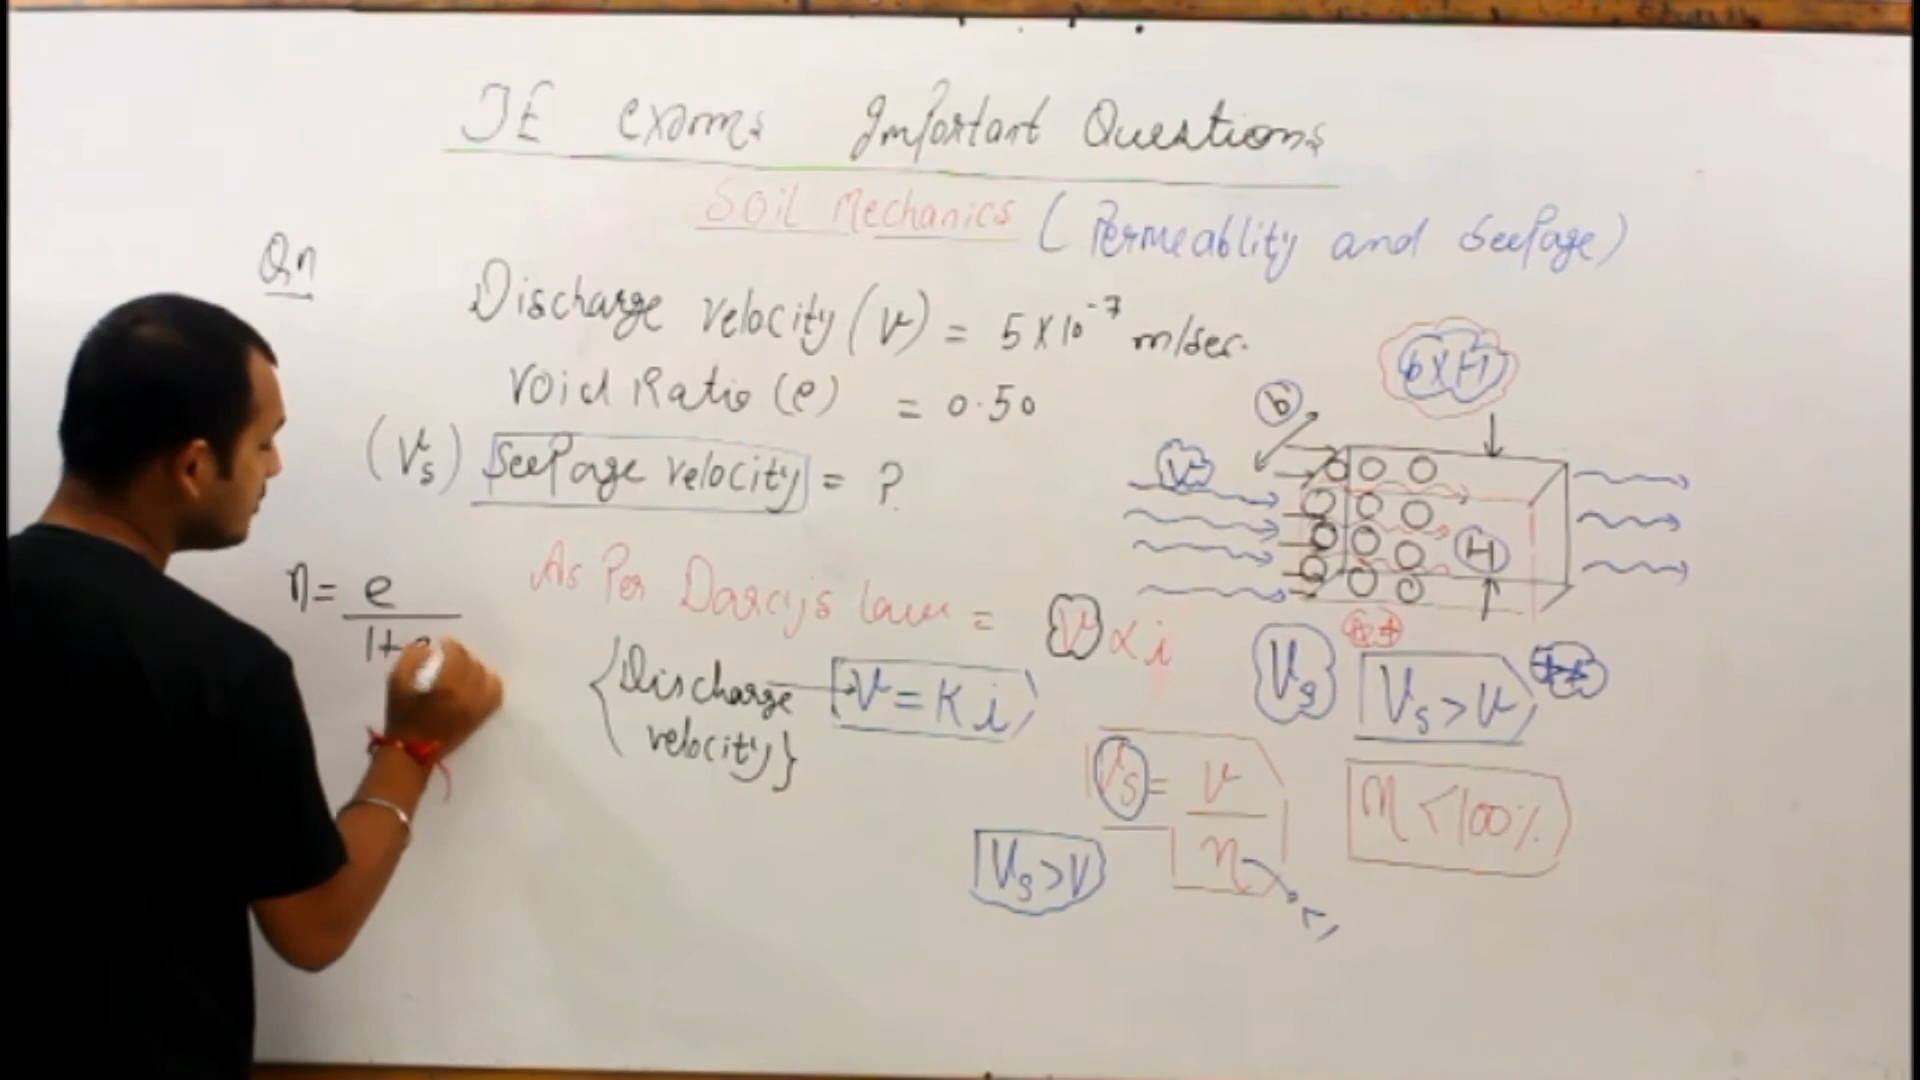 JE exams Important Questions
Soil Mechanics (Permeablity and Seepage)
Qn
Discharge velocity (v) = 5 x 10⁻⁷ m/sec.
Void Ratio (e) = 0.50
(Vs) Seepage velocity = ?
n = e
1+e
As Per Darcy's law = v ∝ i
{Discharge velocity} → v = K i
b x H
b
V
H
Vs
Vs > v
Vs = v
n
n < 100%
Vs > V